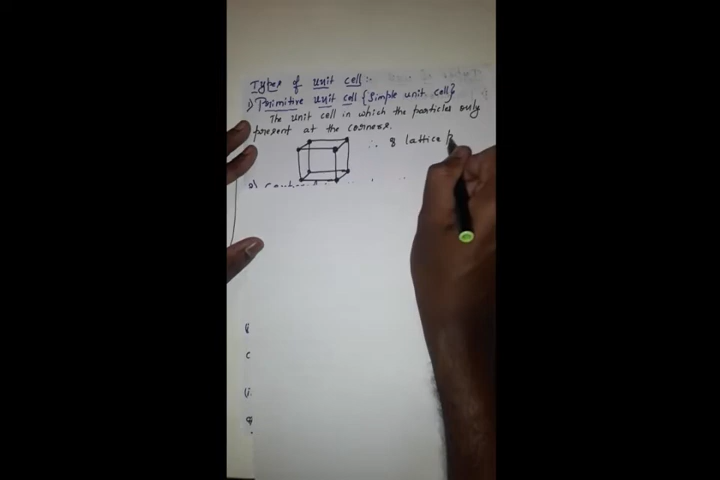 Types of unit cell:-
1) Primitive unit cell {Simple unit cell}
The unit cell in which the particles only
present at the corners.
∴ 8 lattice p
2)